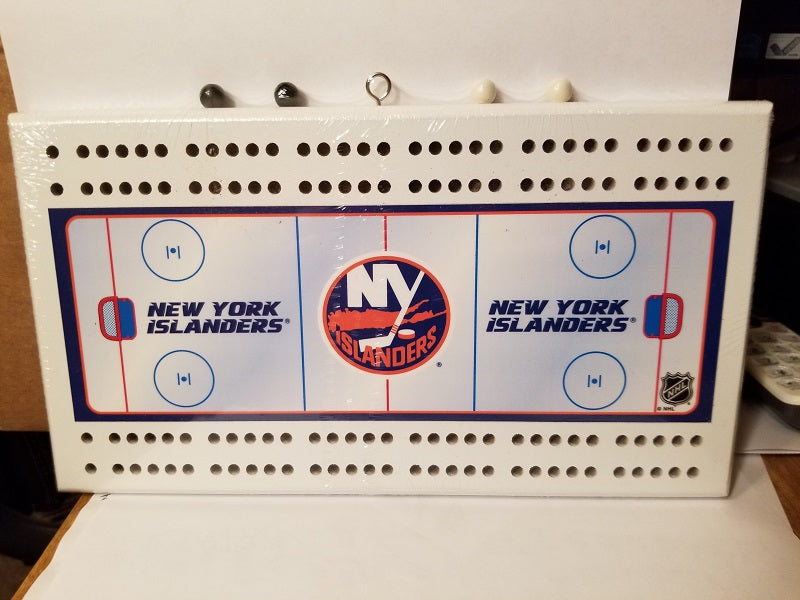 NEW YORK
ISLANDERS®
NY
ISLANDERS
®
NEW YORK
ISLANDERS®
NHL
© NHL